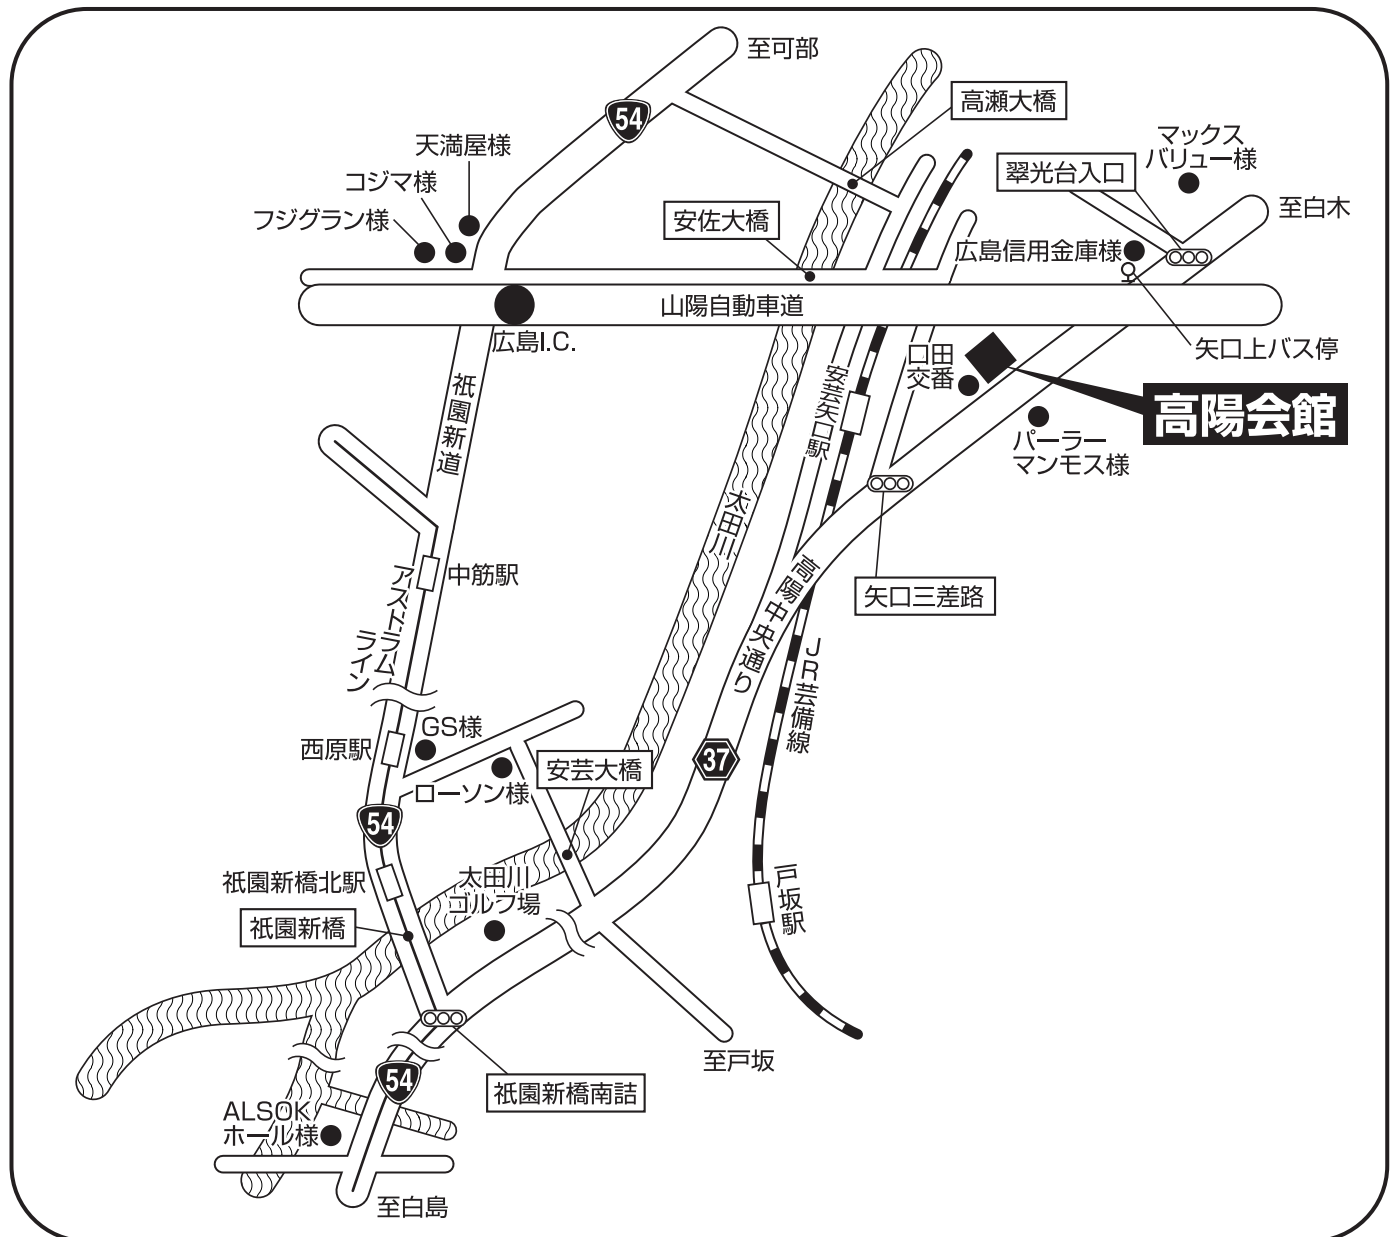 至可部
54
高瀬大橋
天満屋様
コジマ様
フジグラン様
マックス
バリュー様
翠光台入口
至白木
安佐大橋
広島信用金庫様
山陽自動車道
広島I.C.
矢口上バス停
口田
交番
高陽会館
パーラー
マンモス様
祇園新道
安芸矢口駅
太田川
矢口三差路
中筋駅
アストラム
ライン
高陽中央通り
JR芸備線
GS様
西原駅
ローソン様
安芸大橋
37
54
祇園新橋北駅
太田川
ゴルフ場
戸坂駅
祇園新橋
至戸坂
54
祇園新橋南詰
ALSOK
ホール様
至白島